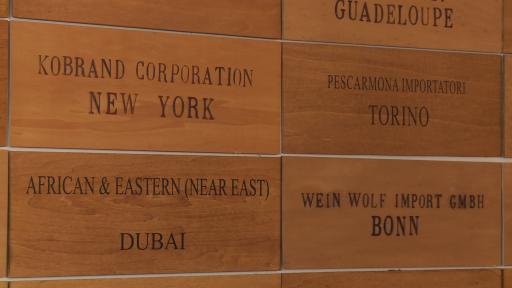 GUADELOUPE
KOBRAND CORPORATION
NEW YORK
PESCARMONA IMPORTATORI
TORINO
AFRICAN & EASTERN (NEAR EAST)
DUBAI
WEIN WOLF IMPORT GMBH
BONN